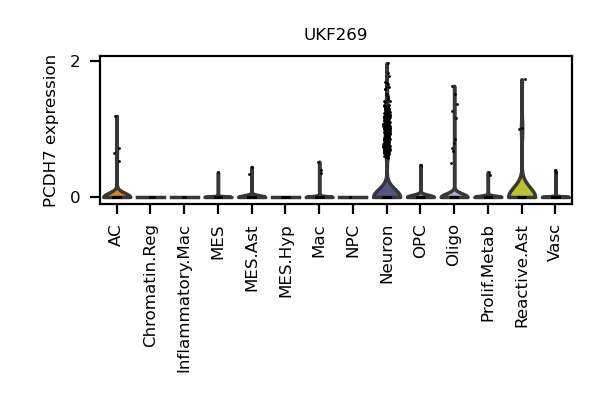 UKF269
PCDH7 expression
2
0
AC
Chromatin.Reg
Inflammatory.Mac
MES
MES.Ast
MES.Hyp
Mac
NPC
Neuron
OPC
Oligo
Prolif.Metab
Reactive.Ast
Vasc